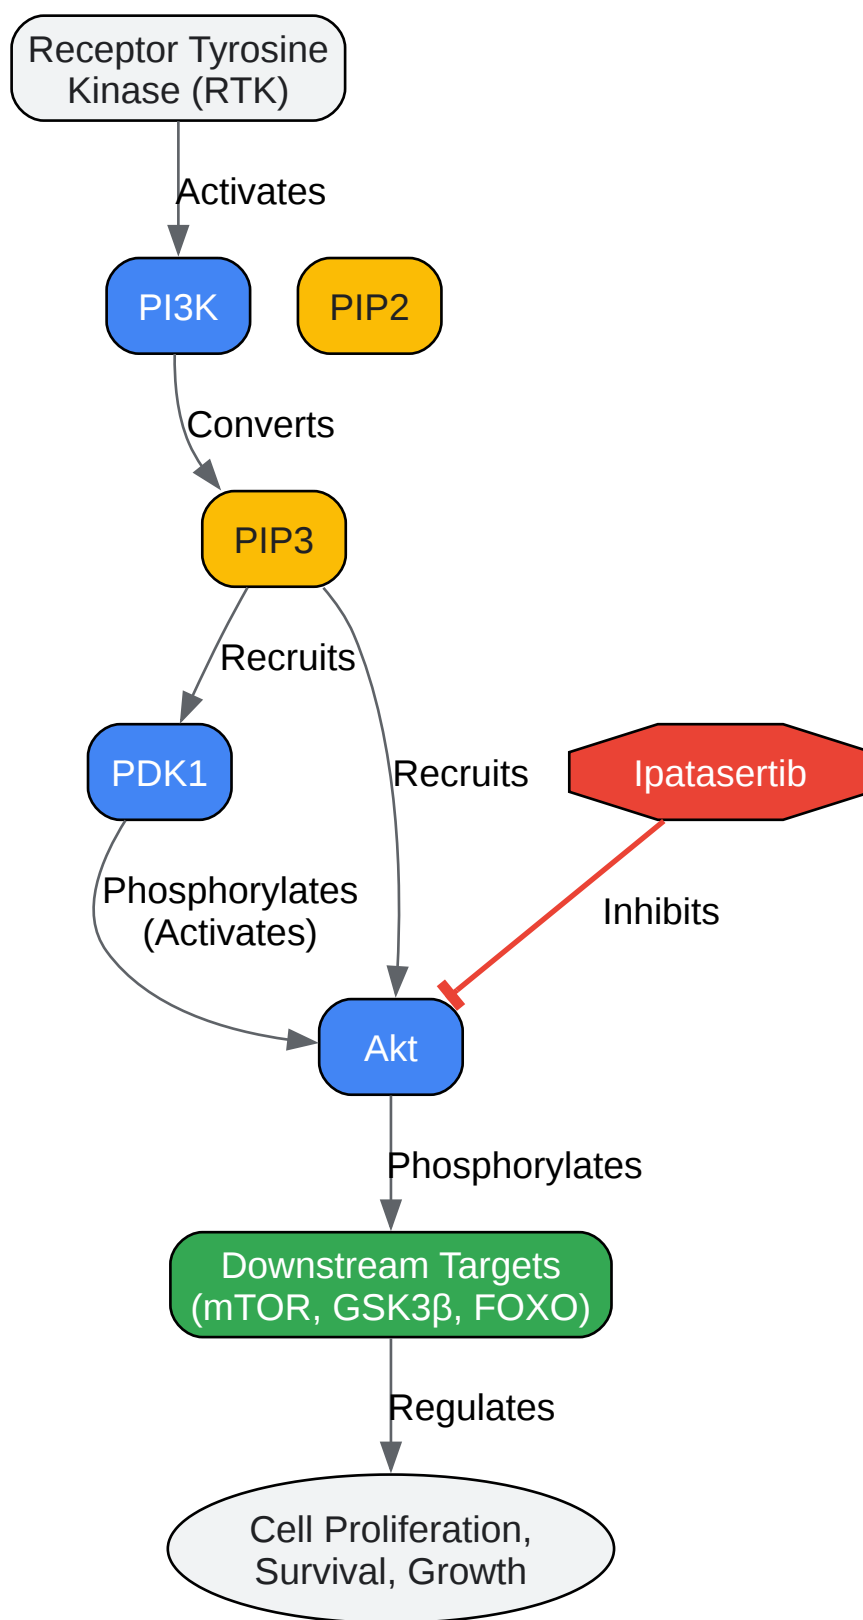 Receptor Tyrosine
Kinase (RTK)
Activates
PI3K
PIP2
Converts
PIP3
Recruits
PDK1
Recruits
Ipatasertib
Phosphorylates
(Activates)
Inhibits
Akt
Phosphorylates
Downstream Targets
(mTOR, GSK3β, FOXO)
Regulates
Cell Proliferation,
Survival, Growth